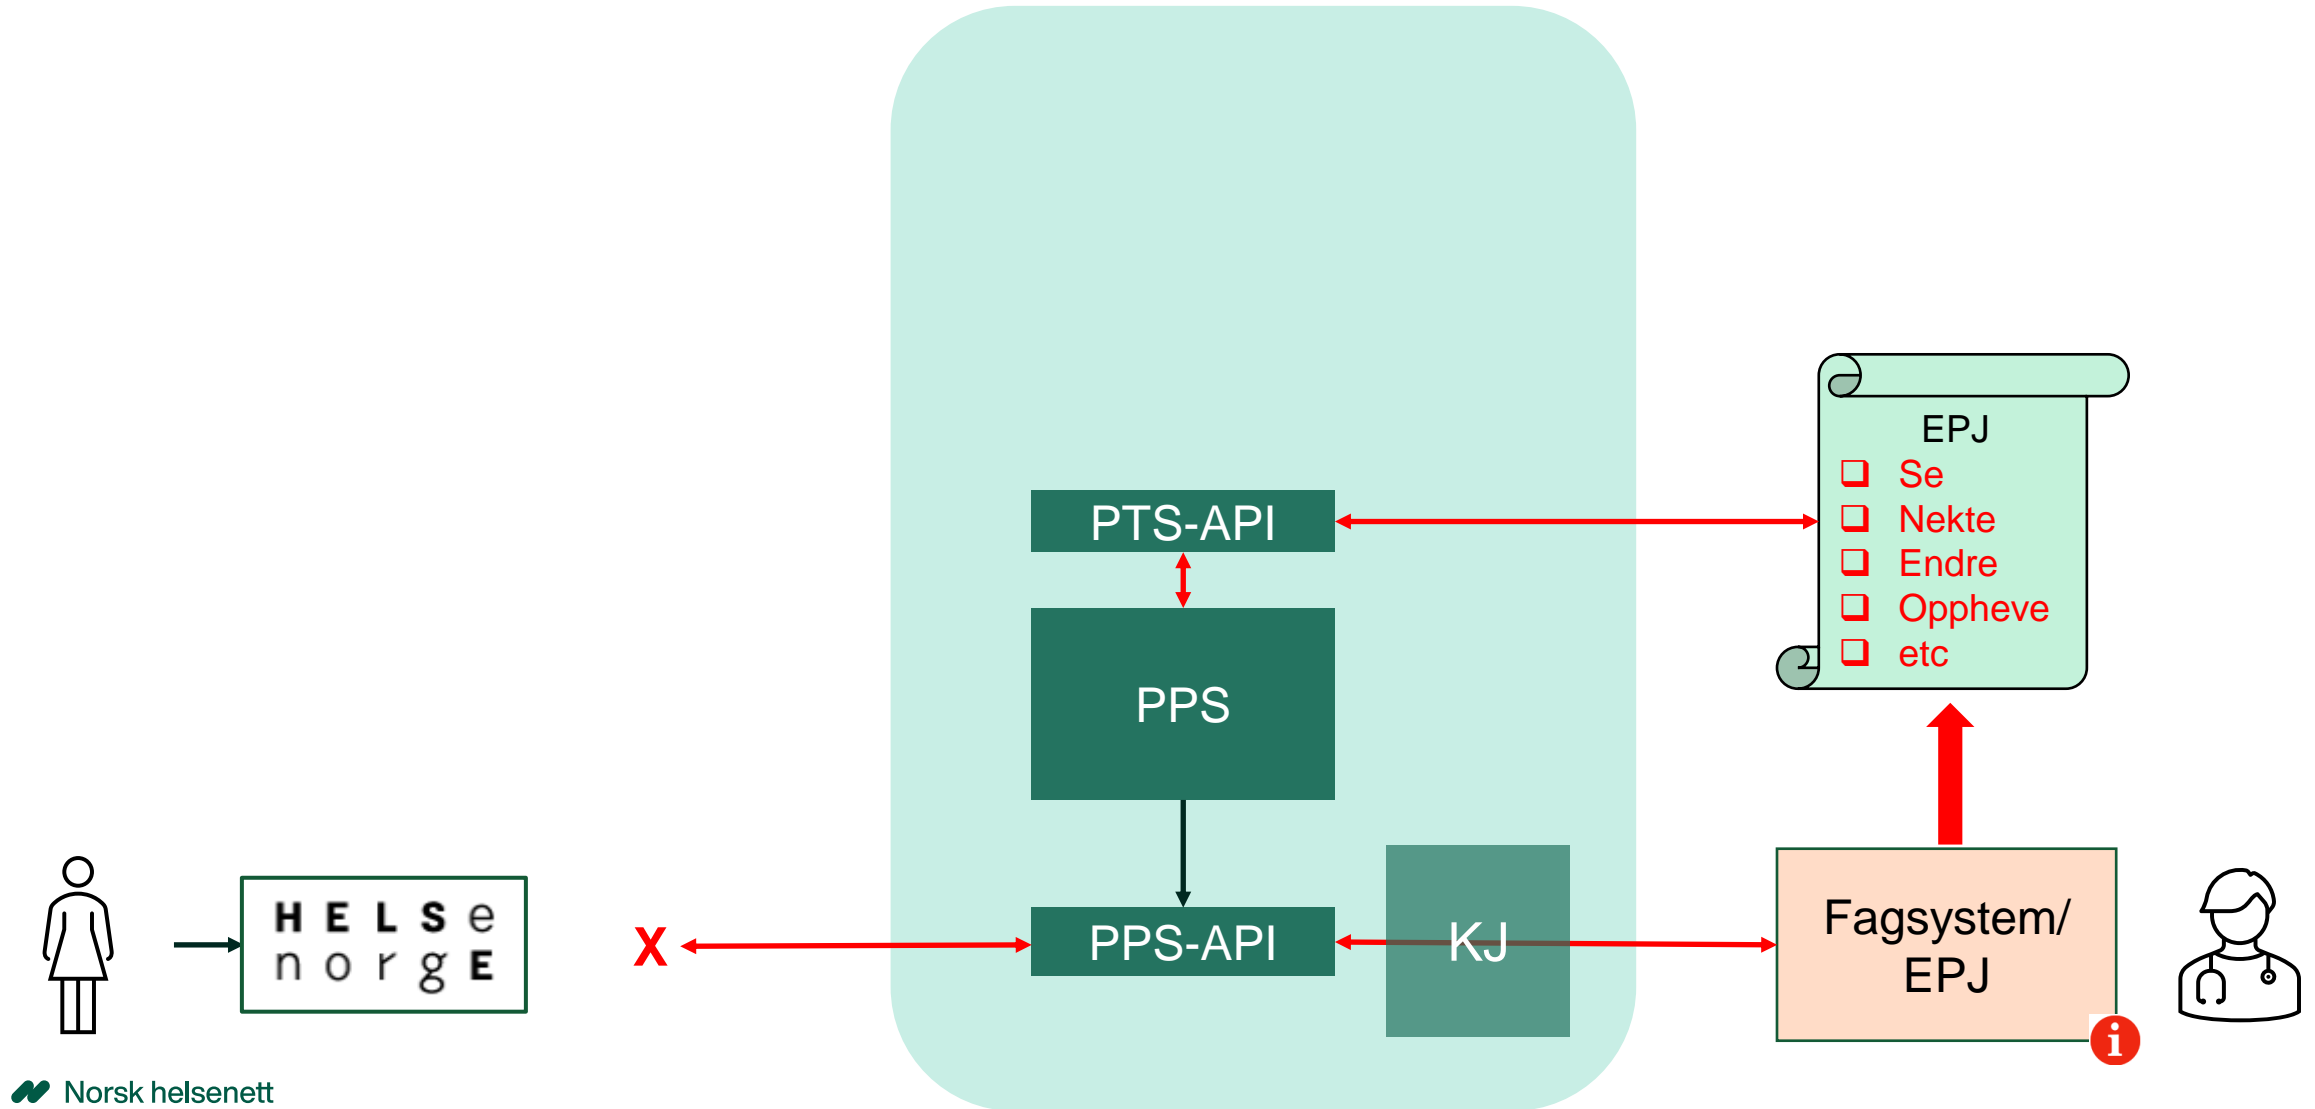 EPJ
Se
Nekte
Endre
Oppheve
etc
PTS-API
PPS
PPS-API
KJ
Fagsystem/
EPJ
i
X
HELSe
norgE
Norsk helsenett